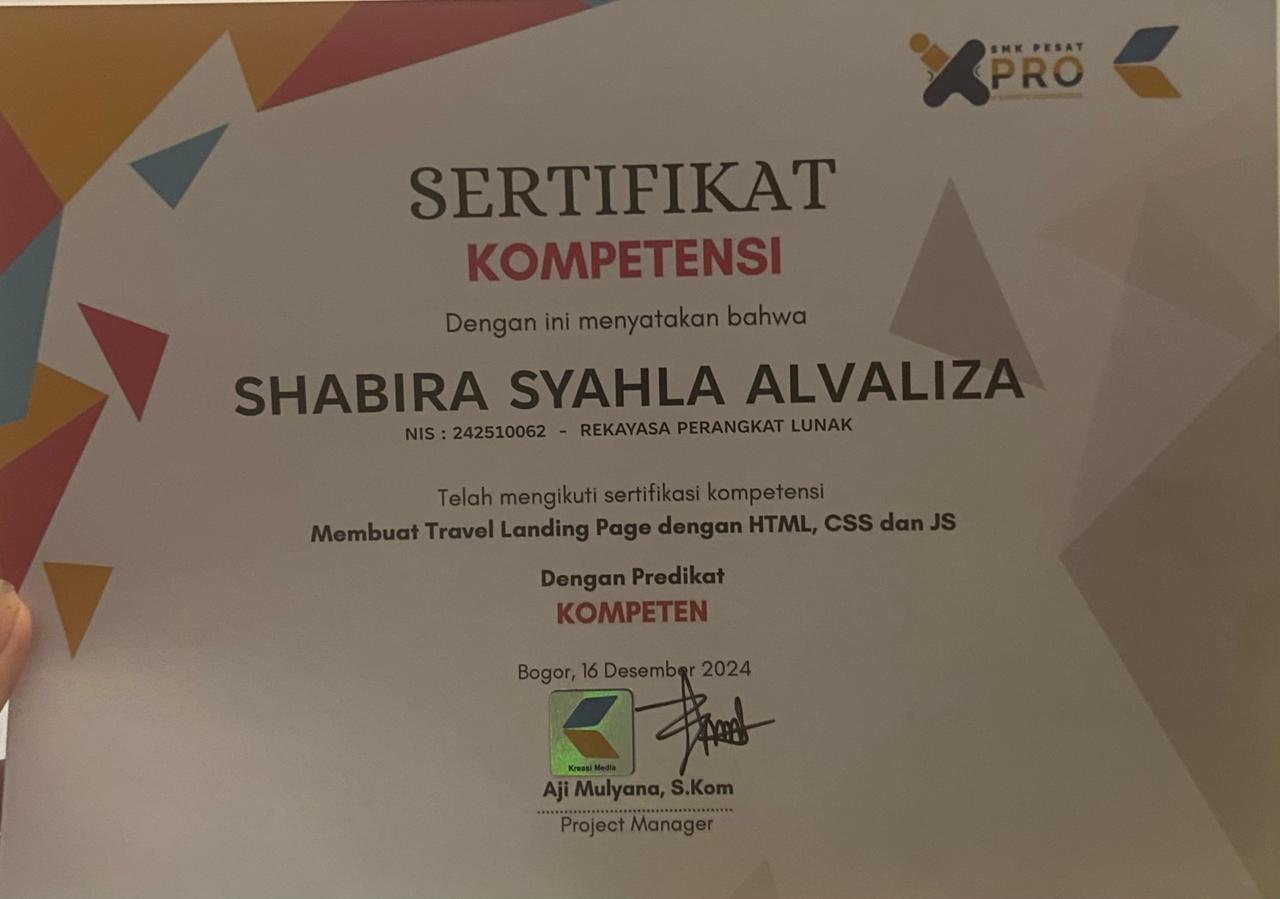 SMK PESAT
XPRO
SERTIFIKAT
KOMPETENSI
Dengan ini menyatakan bahwa
SHABIRA SYAHLA ALVALIZA
NIS : 242510062 - REKAYASA PERANGKAT LUNAK
Telah mengikuti sertifikasi kompetensi
Membuat Travel Landing Page dengan HTML, CSS dan JS
Dengan Predikat
KOMPETEN
Bogor, 16 Desember 2024
Kreasi Media
Aji Mulyana, S.Kom
Project Manager